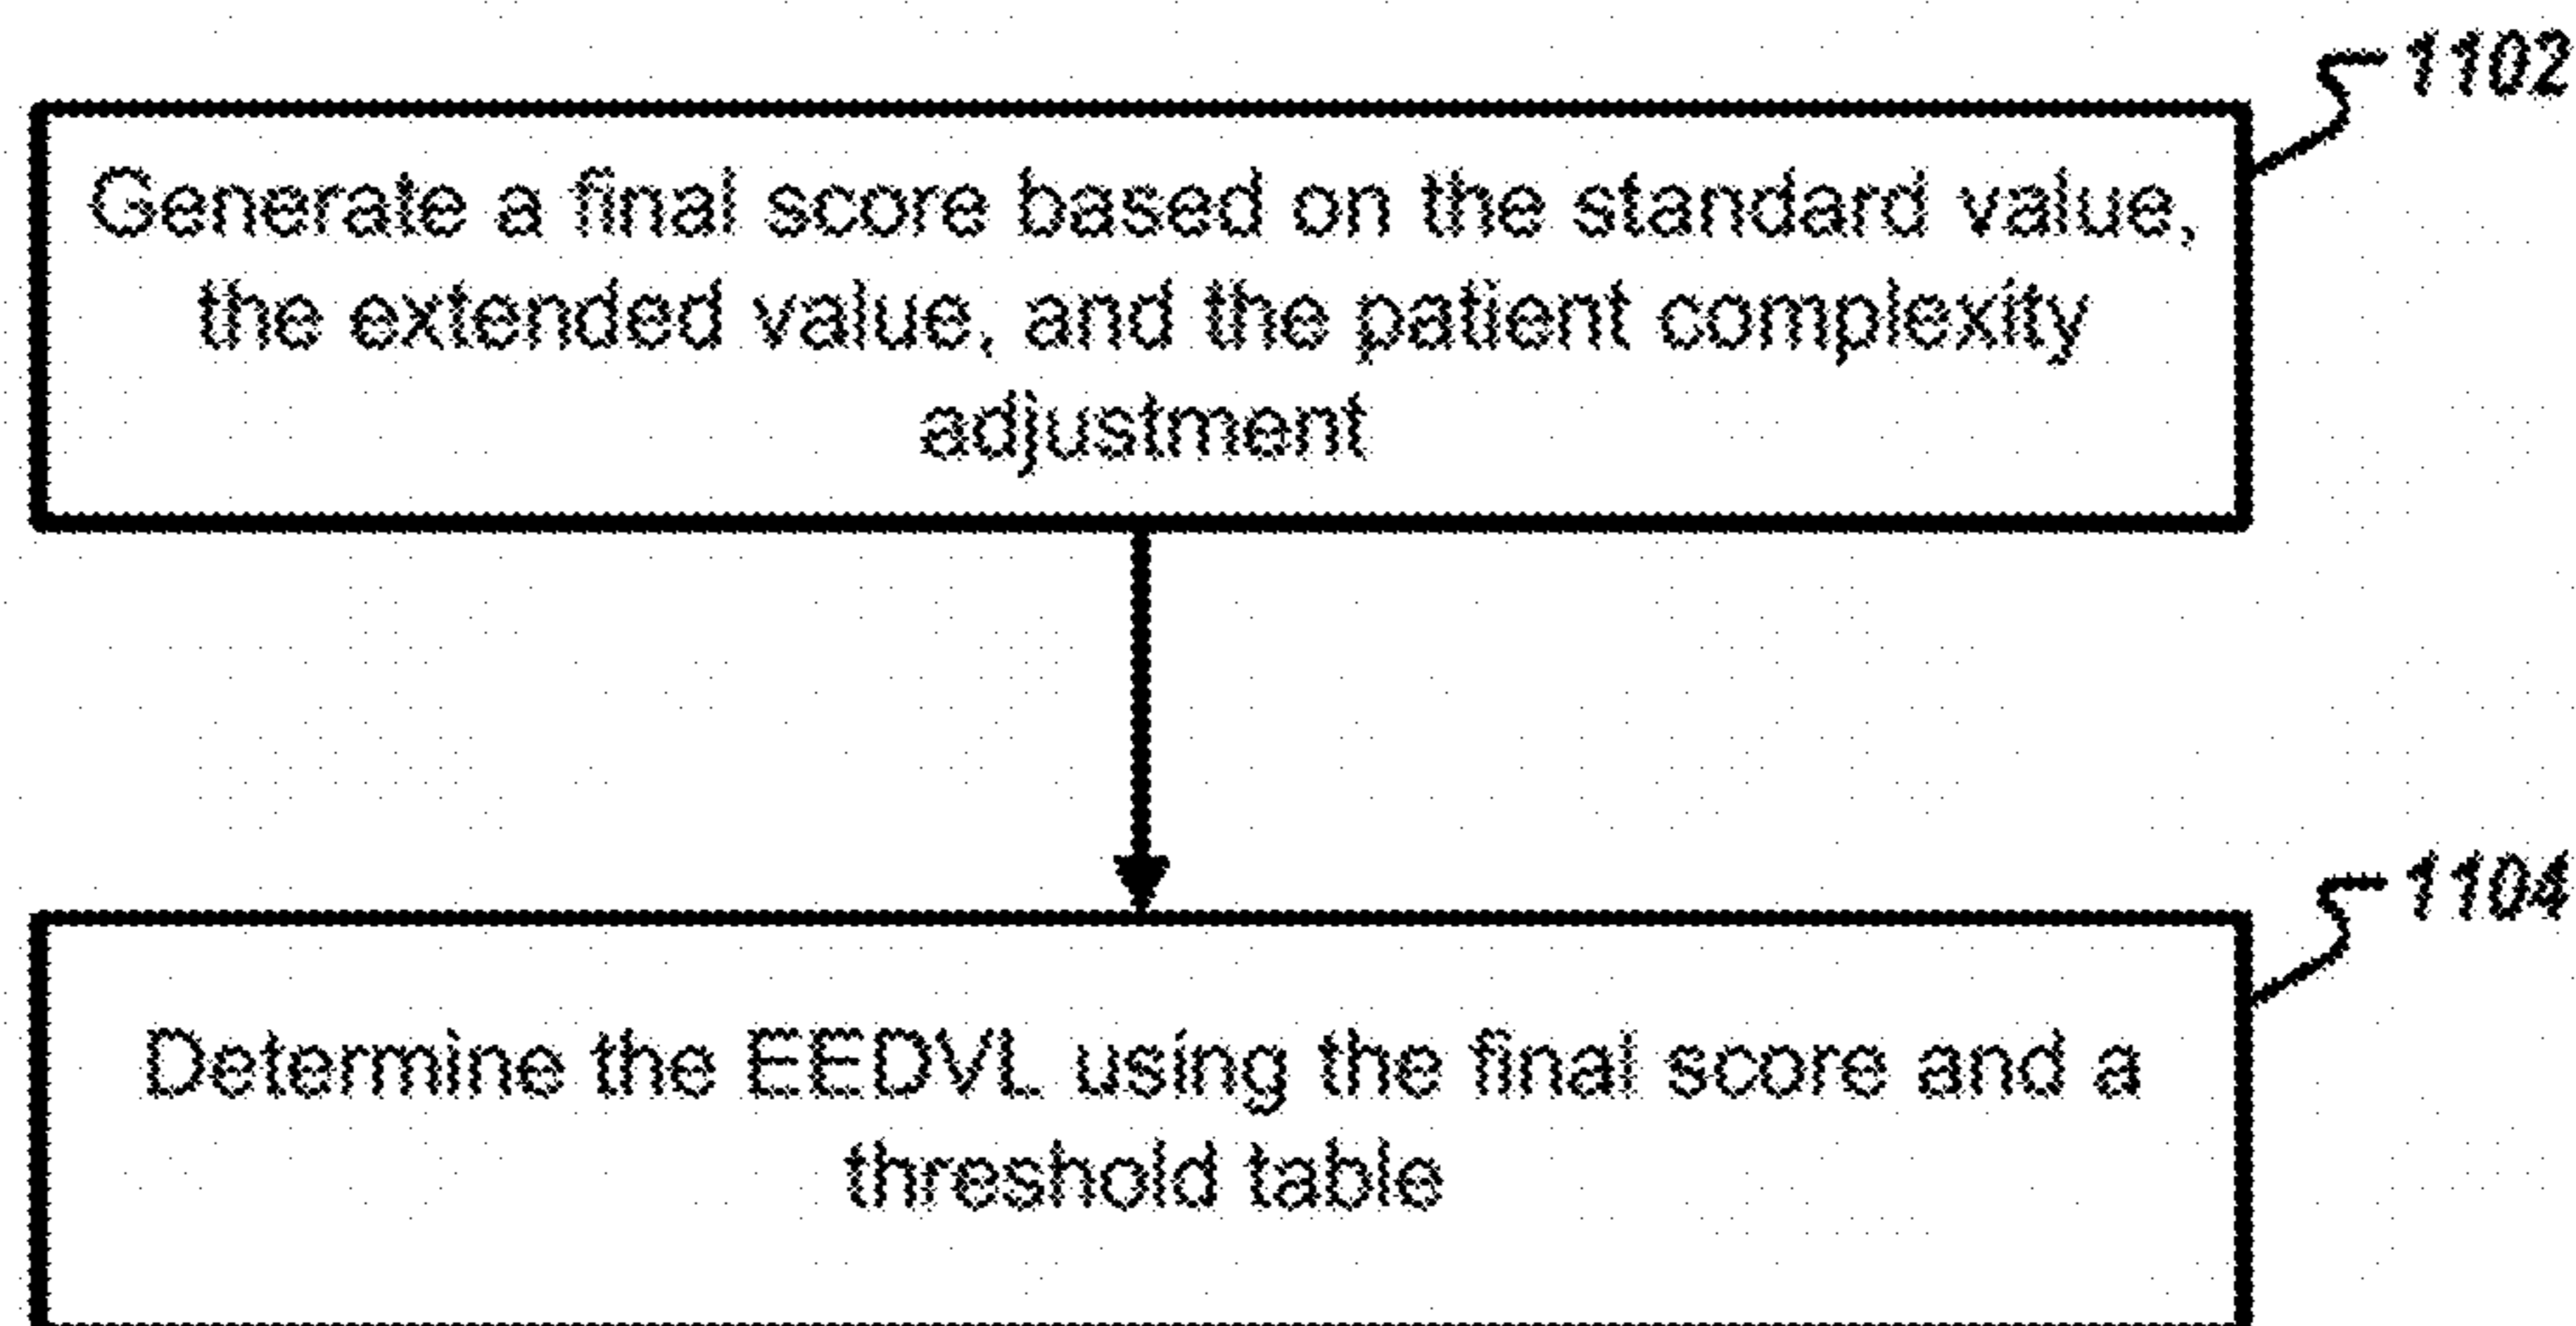 1102
Generate a final score based on the standard value,
the extended value, and the patient complexity
adjustment
1104
Determine the EEDVL using the final score and a
threshold table